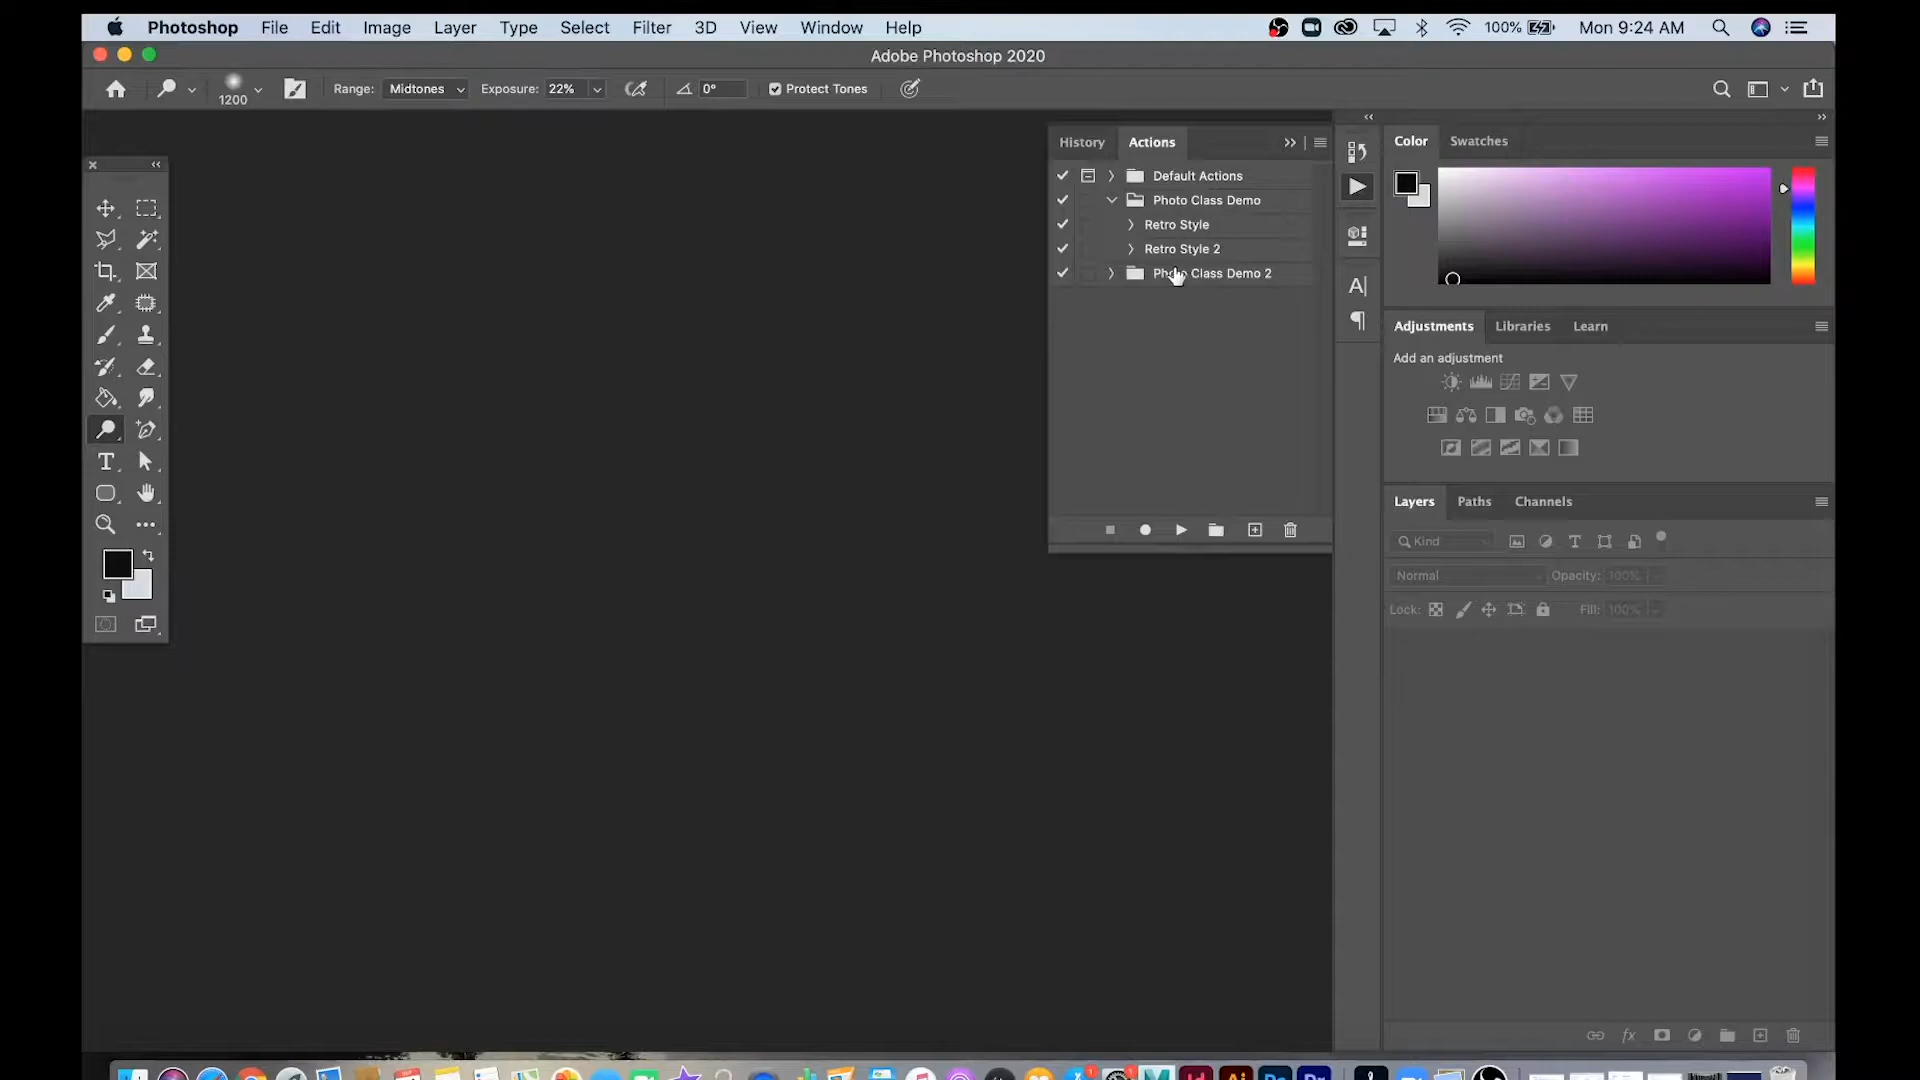 Photoshop File Edit Image Layer Type Select Filter 3D View Window Help 100% Mon 9:24 AM
Adobe Photoshop 2020
1200 Range: Midtones Exposure: 22% 0° Protect Tones
History Actions
Default Actions
Photo Class Demo
Retro Style
Retro Style 2
Photo Class Demo 2
Color Swatches
Adjustments Libraries Learn
Add an adjustment
Layers Paths Channels
Kind
Normal Opacity: 100%
Lock: Fill: 100%